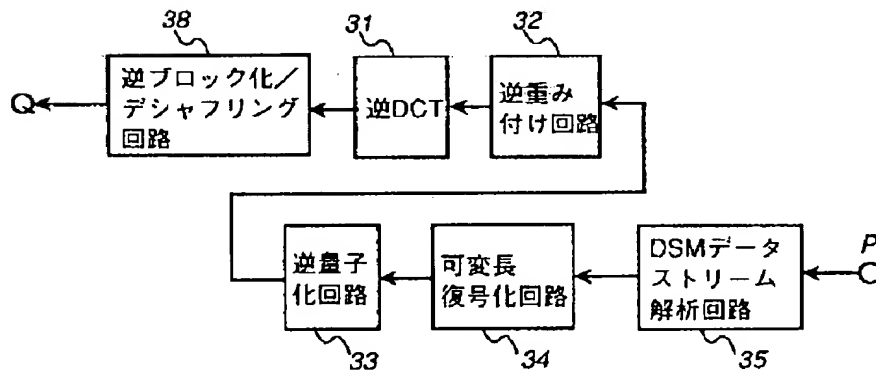 38
31
32
逆ブロック化／
デシャフリング
回路
逆DCT
逆重み
付け回路
Q
逆量子
化回路
可変長
復号化回路
DSMデータ
ストリーム
解析回路
P
33
34
35